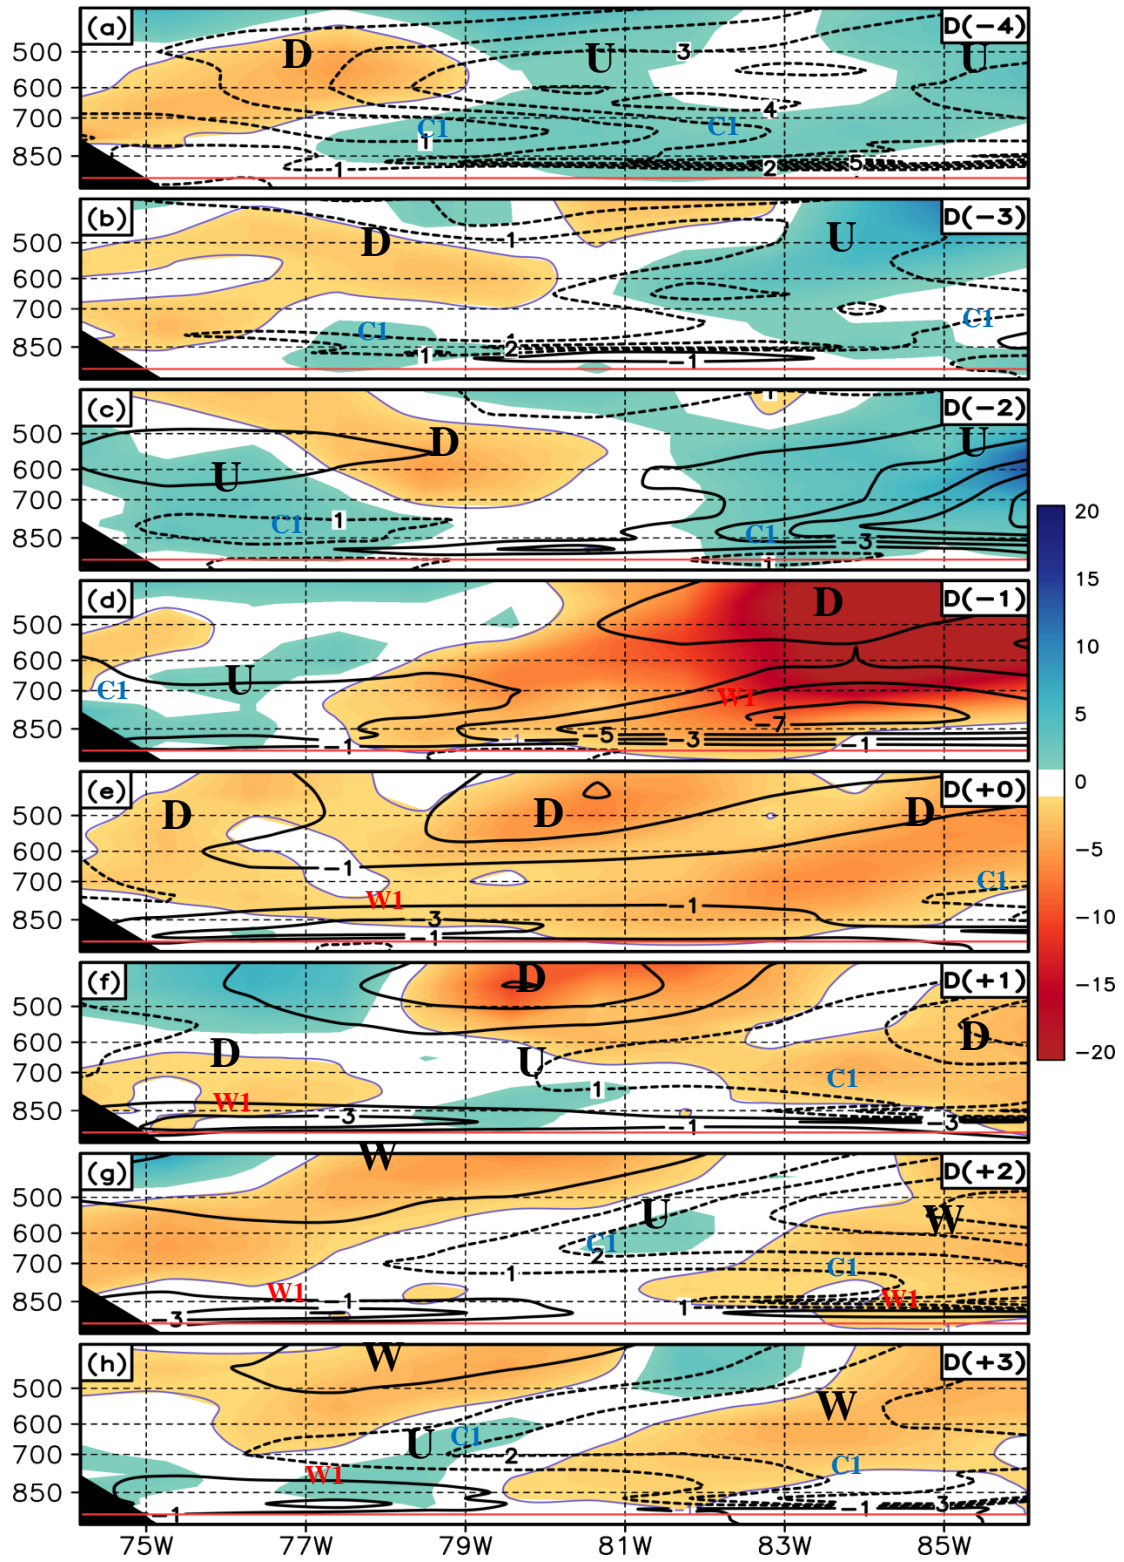 (a) D(-4)
500 D U 3 U
600
700 C1 1 C1 4
850 1 2 5
(b) D(-3)
500 D 1 U
600
700 C1 C1
850 1 2 -1
(c) 1 D(-2)
500 D U
600 U
700
850 C1 1 C1 -3
1
(d) D D(-1)
500
600
700 C1 U W1
850 -1 -1 -5 -3 -7 -1
(e) D(+0)
500 D D D
600 -1
700 W1 C1
850 -3 -1 -1
(f) D D(+1)
500 D
600 D U
700 1 C1
850 W1 -3 -1 -3
(g) W D(+2)
500 U W
600 C1 2
700 1 C1
850 W1 -1 -3 1 W1 -1
(h) W D(+3)
500 W
600 U C1
700 2 C1
850 W1 -1 -1 -1 3
75W 77W 79W 81W 83W 85W
20
15
10
5
0
-5
-10
-15
-20